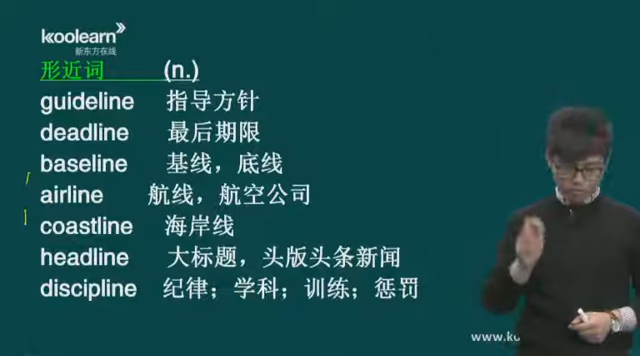 koolearn
新东方在线
形近词 (n.)
guideline 指导方针
deadline 最后期限
baseline 基线，底线
airline 航线，航空公司
coastline 海岸线
headline 大标题，头版头条新闻
discipline 纪律；学科；训练；惩罚